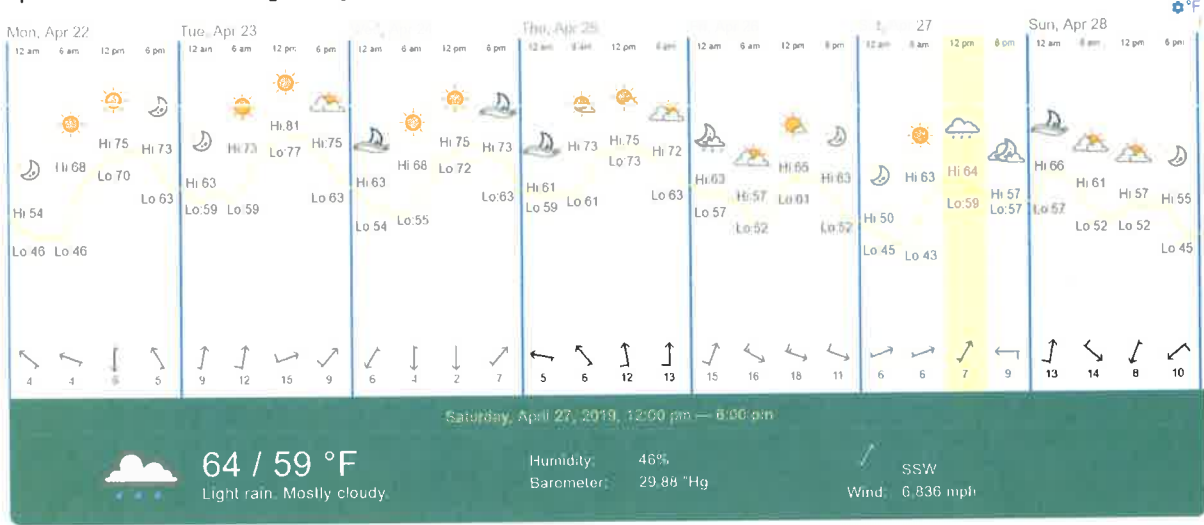 °F
Mon, Apr 22 Tue, Apr 23 Thu, Apr 25 27 Sun, Apr 28
12 am 6 am 12 pm 6 pm 12 am 6 am 12 pm 6 pm 12 am 6 am 12 pm 6 pm 12 am 6 am 12 pm 6 pm 12 am 6 am 12 pm 6 pm 12 am 6 am 12 pm 6 pm 12 am 6 am 12 pm 6 pm
Hi 54 Hi 68 Hi 75 Hi 73 Hi 63 Hi 73 Hi.81 Hi:75 Hi 63 Hi 68 Hi 75 Hi 73 Hi 61 Hi 73 Hi.75 Hi 72 Hi:63 Hi:57 Hi 65 Hi:63 Hi 50 Hi 63 Hi 64 Hi 57 Hi 66 Hi 61 Hi 57 Hi 55
Lo 46 Lo 46 Lo 70 Lo 63 Lo:59 Lo:59 Lo:77 Lo 63 Lo 54 Lo:55 Lo 72 Lo:63 Lo 59 Lo 61 Lo:73 Lo 63 Lo 57 Lo:52 Lo:61 Lo:52 Lo 45 Lo 43 Lo:59 Lo:57 Lo:57 Lo 52 Lo 52 Lo 45
4 4 6 5 9 12 15 9 6 4 2 7 5 6 12 13 15 16 18 11 6 6 7 9 13 14 8 10
Saturday, April 27, 2019, 12:00 pm — 6:00 pm
64 / 59 °F
Light rain. Mostly cloudy.
Humidity: 46%
Barometer: 29.88 "Hg
SSW
Wind: 6,836 mph